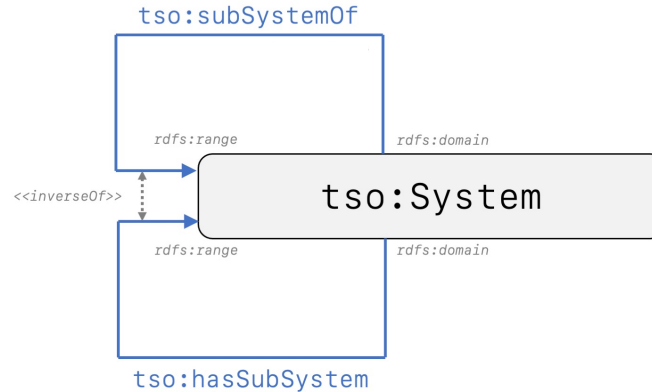 tso:subSystemOf
rdfs:range
rdfs:domain
<<inverseOf>>
tso:System
rdfs:range
rdfs:domain
tso:hasSubSystem